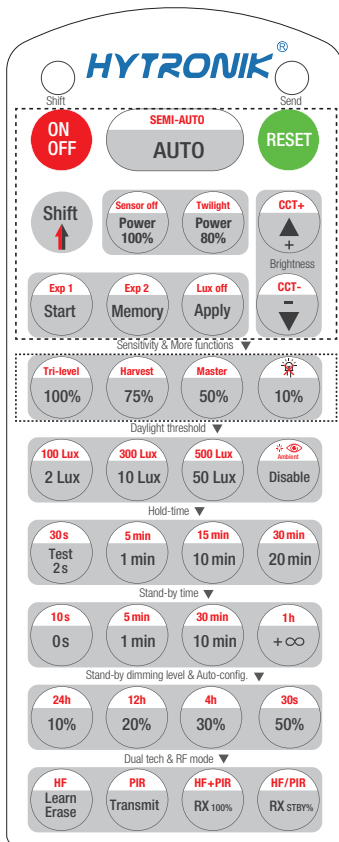 HYTRONIK®
Shift
Send
ON
OFF
SEMI-AUTO
AUTO
RESET
Shift
Sensor off
Power
100%
Twilight
Power
80%
CCT+
+
Brightness
CCT-
-
Exp 1
Start
Exp 2
Memory
Lux off
Apply
Sensitivity & More functions ▼
Tri-level
100%
Harvest
75%
Master
50%
10%
Daylight threshold ▼
100 Lux
2 Lux
300 Lux
10 Lux
500 Lux
50 Lux
Ambient
Disable
Hold-time ▼
30s
Test
2s
5 min
1 min
15 min
10 min
30 min
20 min
Stand-by time ▼
10s
0s
5 min
1 min
30 min
10 min
1h
+∞
Stand-by dimming level & Auto-config. ▼
24h
10%
12h
20%
4h
30%
30s
50%
Dual tech & RF mode ▼
HF
Learn
Erase
PIR
Transmit
HF+PIR
RX 100%
HF/PIR
RX STBY%